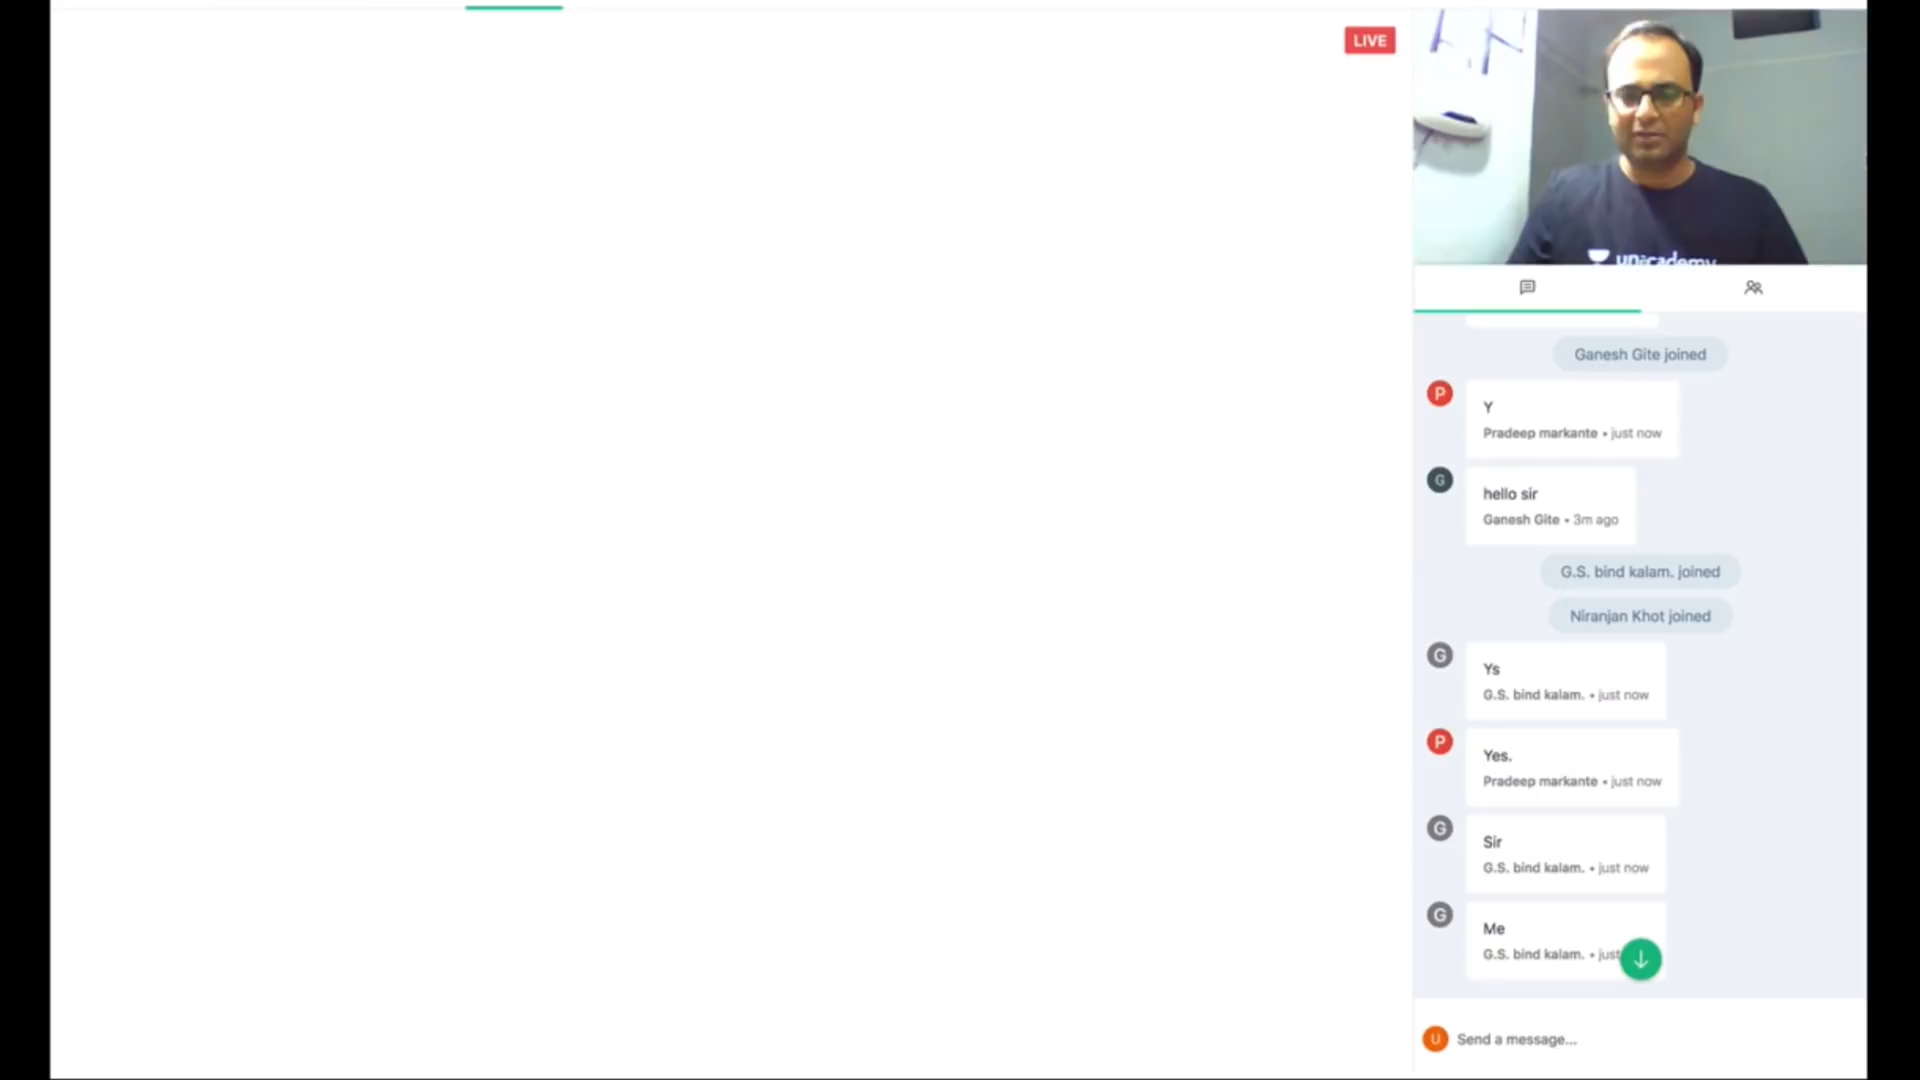 LIVE
unacademy
Ganesh Gite joined
P
Y
Pradeep markante • just now
G
hello sir
Ganesh Gite • 3m ago
G.S. bind kalam. joined
Niranjan Khot joined
G
Ys
G.S. bind kalam. • just now
P
Yes.
Pradeep markante • just now
G
Sir
G.S. bind kalam. • just now
G
Me
G.S. bind kalam. • just
U
Send a message...